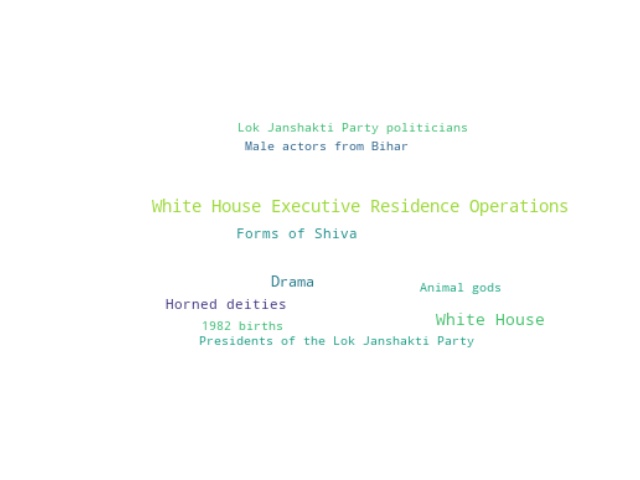 Lok Janshakti Party politicians
Male actors from Bihar
White House Executive Residence Operations
Forms of Shiva
Drama
Animal gods
Horned deities
White House
1982 births
Presidents of the Lok Janshakti Party